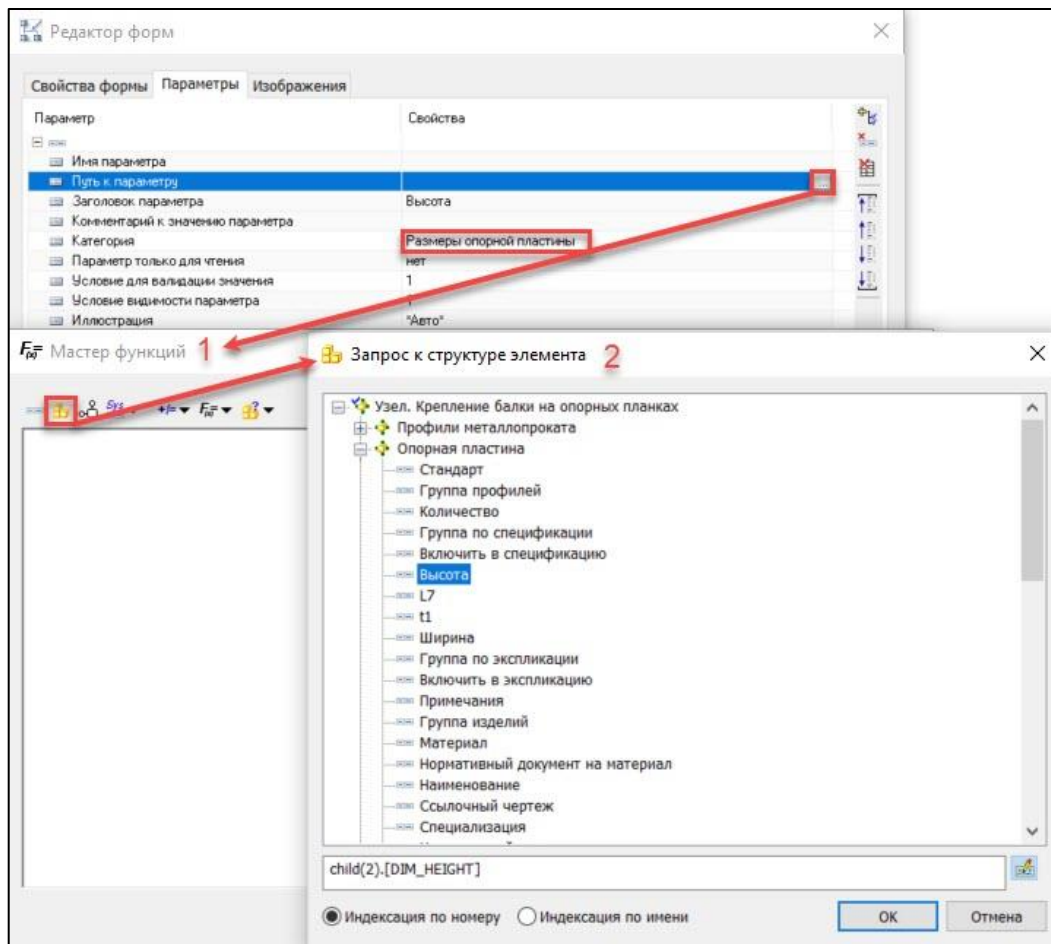 Редактор форм
Свойства формы Параметры Изображения
Параметр Свойства
Имя параметра
Путь к параметру
Заголовок параметра Высота
Комментарий к значению параметра
Категория Размеры опорной пластины
Параметр только для чтения нет
Условие для валидации значения 1
Условие видимости параметра 1
Иллюстрация "Авто"
Мастер функций 1
Запрос к структуре элемента 2
Узел. Крепление балки на опорных планках
Профили металлопроката
Опорная пластина
Стандарт
Группа профилей
Количество
Группа по спецификации
Включить в спецификацию
Высота
L7
t1
Ширина
Группа по экспликации
Включить в экспликацию
Примечания
Группа изделий
Материал
Нормативный документ на материал
Наименование
Ссылочный чертеж
Специализация
child(2).[DIM_HEIGHT]
Индексация по номеру Индексация по имени OK Отмена